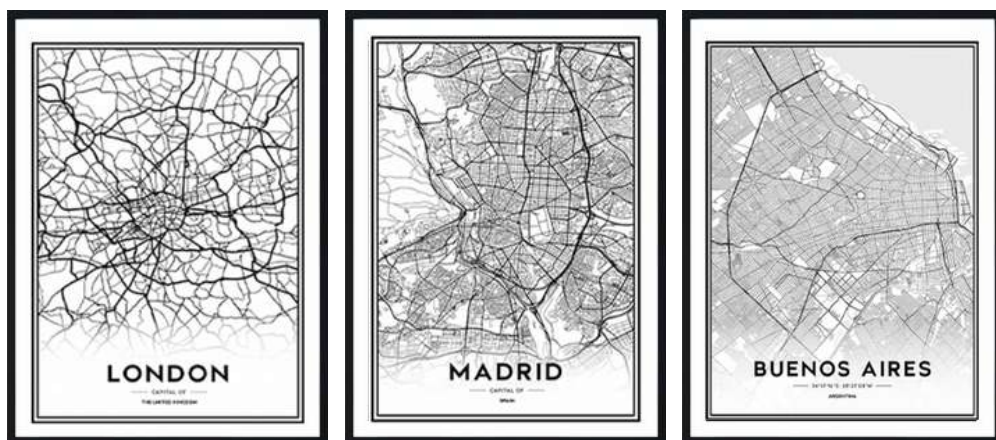 LONDON
CAPITAL OF
THE UNITED KINGDOM
MADRID
CAPITAL OF
SPAIN
BUENOS AIRES
ARGENTINA